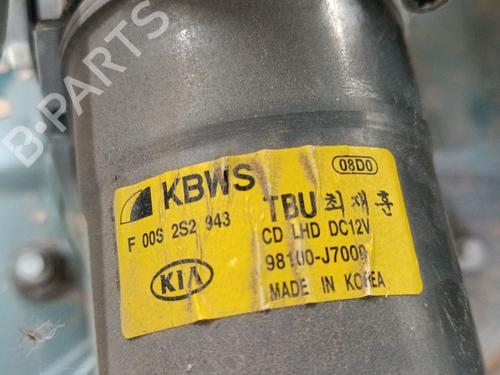 B-PARTS
08D0
KBWS
TBU 최재훈
F 00S 2S2 943
CD LHD DC12V
98100-J7000
KIA
MADE IN KOREA